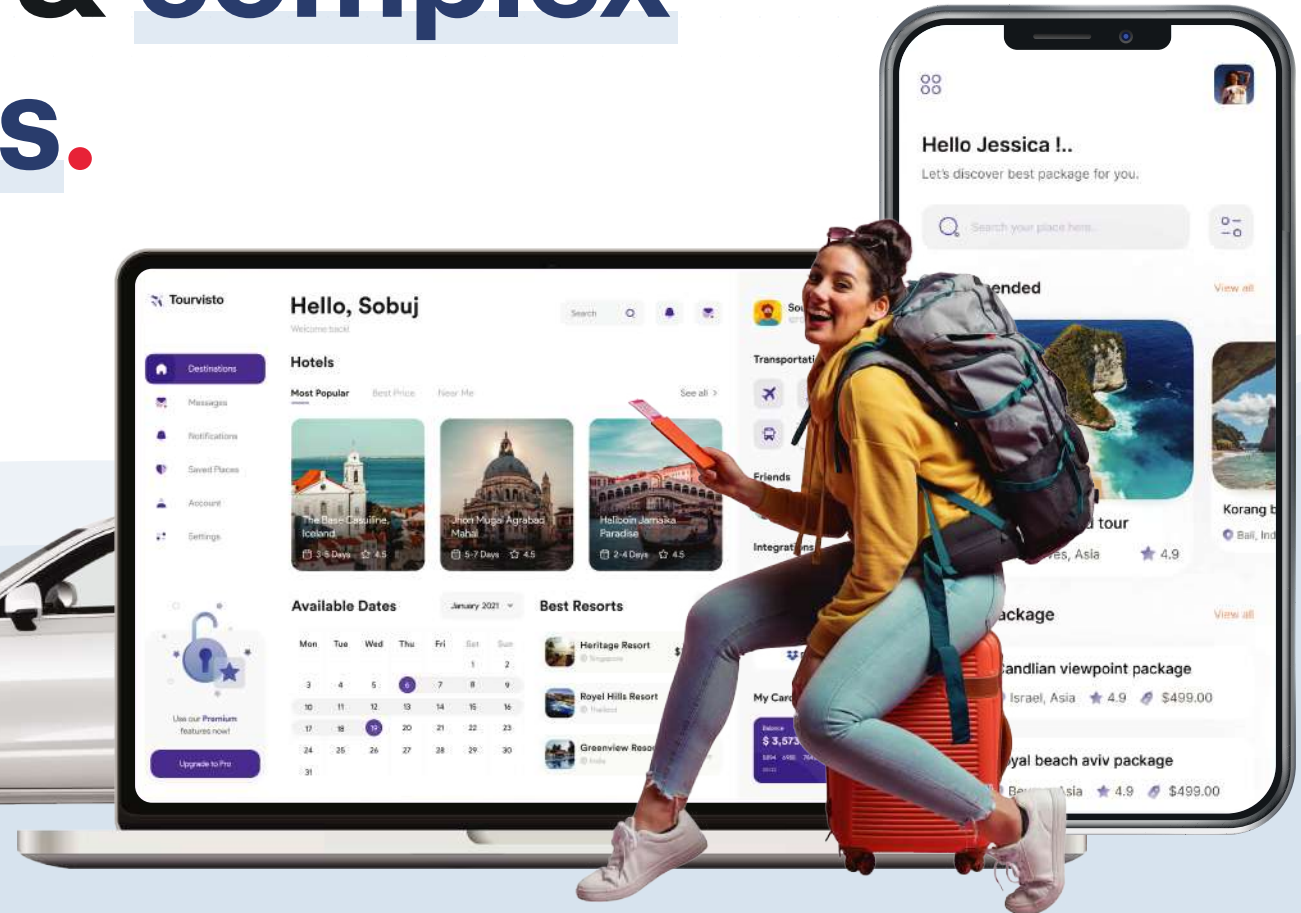 & complex
s.
Hello Jessica !..
Let's discover best package for you.
Search your place here...
ended
View all
tour
ves, Asia 4.9
Korang b
Bali, Ind
ackage
View all
andlian viewpoint package
Israel, Asia 4.9 $499.00
yal beach aviv package
Asia 4.9 $499.00
Tourvisto
Destinations
Messages
Notifications
Saved Places
Account
Settings
Use our Premium
features now!
Upgrade to Pro
Hello, Sobuj
Welcome back!
Search
Hotels
Most Popular Best Price Near Me See all >
The Base Casuiline,
Iceland
3-5 Days 4.5
Jhon Mugal Agrabad
Mahal
5-7 Days 4.5
Heliboin Jamaika
Paradise
2-4 Days 4.5
Available Dates January 2021
Mon Tue Wed Thu Fri Sat Sun
1 2
3 4 5 6 7 8 9
10 11 12 13 14 15 16
17 18 19 20 21 22 23
24 25 26 27 28 29 30
31
Best Resorts
Heritage Resort $
Singapore
Royel Hills Resort
Thailand
Greenview Resor
India
Transportati
Friends
Integrations
My Card
Balance
$ 3,573